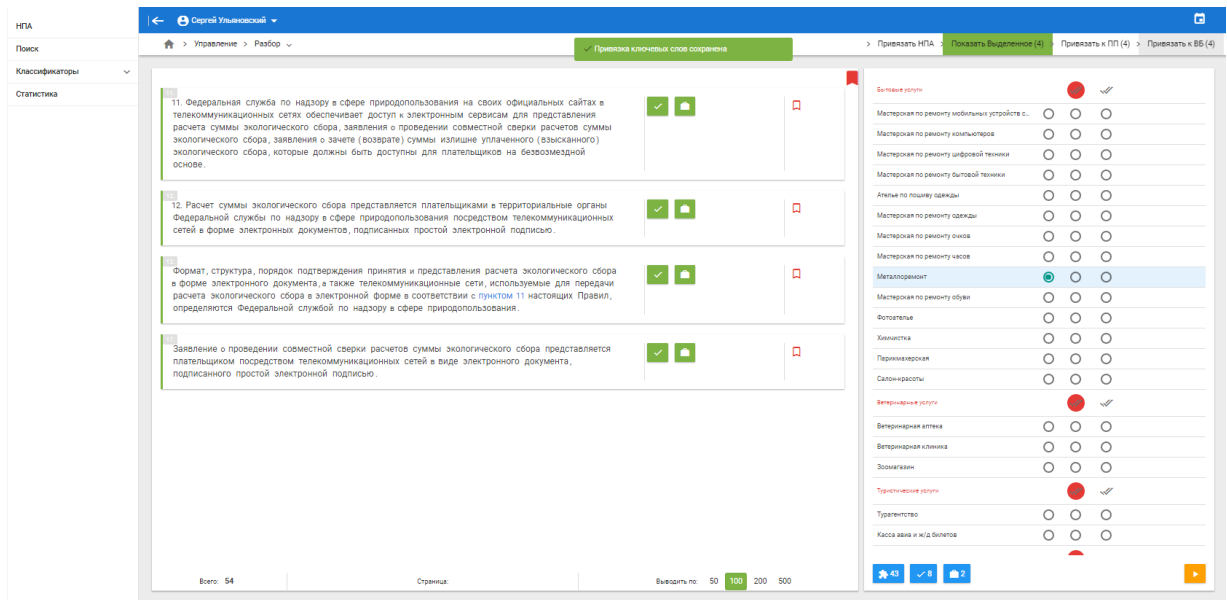 НПА
Поиск
Классификаторы
Статистика
Сергей Ульяновский
Управление > Разбор
Привязка ключевых слов сохранена
> Привязать НПА > Показать Выделенное (4) > Привязать к ПП (4) > Привязать к ВБ (4)
11. Федеральная служба по надзору в сфере природопользования на своих официальных сайтах в
телекоммуникационных сетях обеспечивает доступ к электронным сервисам для представления
расчета суммы экологического сбора, заявления о проведении совместной сверки расчетов суммы
экологического сбора, заявления о зачете (возврате) суммы излишне уплаченного (взысканного)
экологического сбора, которые должны быть доступны для плательщиков на безвозмездной
основе.
12. Расчет суммы экологического сбора представляется плательщиками в территориальные органы
Федеральной службы по надзору в сфере природопользования посредством телекоммуникационных
сетей в форме электронных документов, подписанных простой электронной подписью.
Формат, структура, порядок подтверждения принятия и представления расчета экологического сбора
в форме электронного документа, а также телекоммуникационные сети, используемые для передачи
расчета экологического сбора в электронной форме в соответствии с пунктом 11 настоящих Правил,
определяются Федеральной службой по надзору в сфере природопользования.
Заявление о проведении совместной сверки расчетов суммы экологического сбора представляется
плательщиком посредством телекоммуникационных сетей в виде электронного документа,
подписанного простой электронной подписью.
Всего: 54
Страница:
Выводить по: 50 100 200 500
Бытовые услуги
Мастерская по ремонту мобильных устройств с...
Мастерская по ремонту компьютеров
Мастерская по ремонту цифровой техники
Мастерская по ремонту бытовой техники
Ателье по пошиву одежды
Мастерская по ремонту одежды
Мастерская по ремонту очков
Мастерская по ремонту часов
Металлоремонт
Мастерская по ремонту обуви
Фотоателье
Химчистка
Парикмахерская
Салон-красоты
Ветеринарные услуги
Ветеринарная аптека
Ветеринарная клиника
Зоомагазин
Туристические услуги
Турагентство
Касса авиа и ж/д билетов
43 8 2